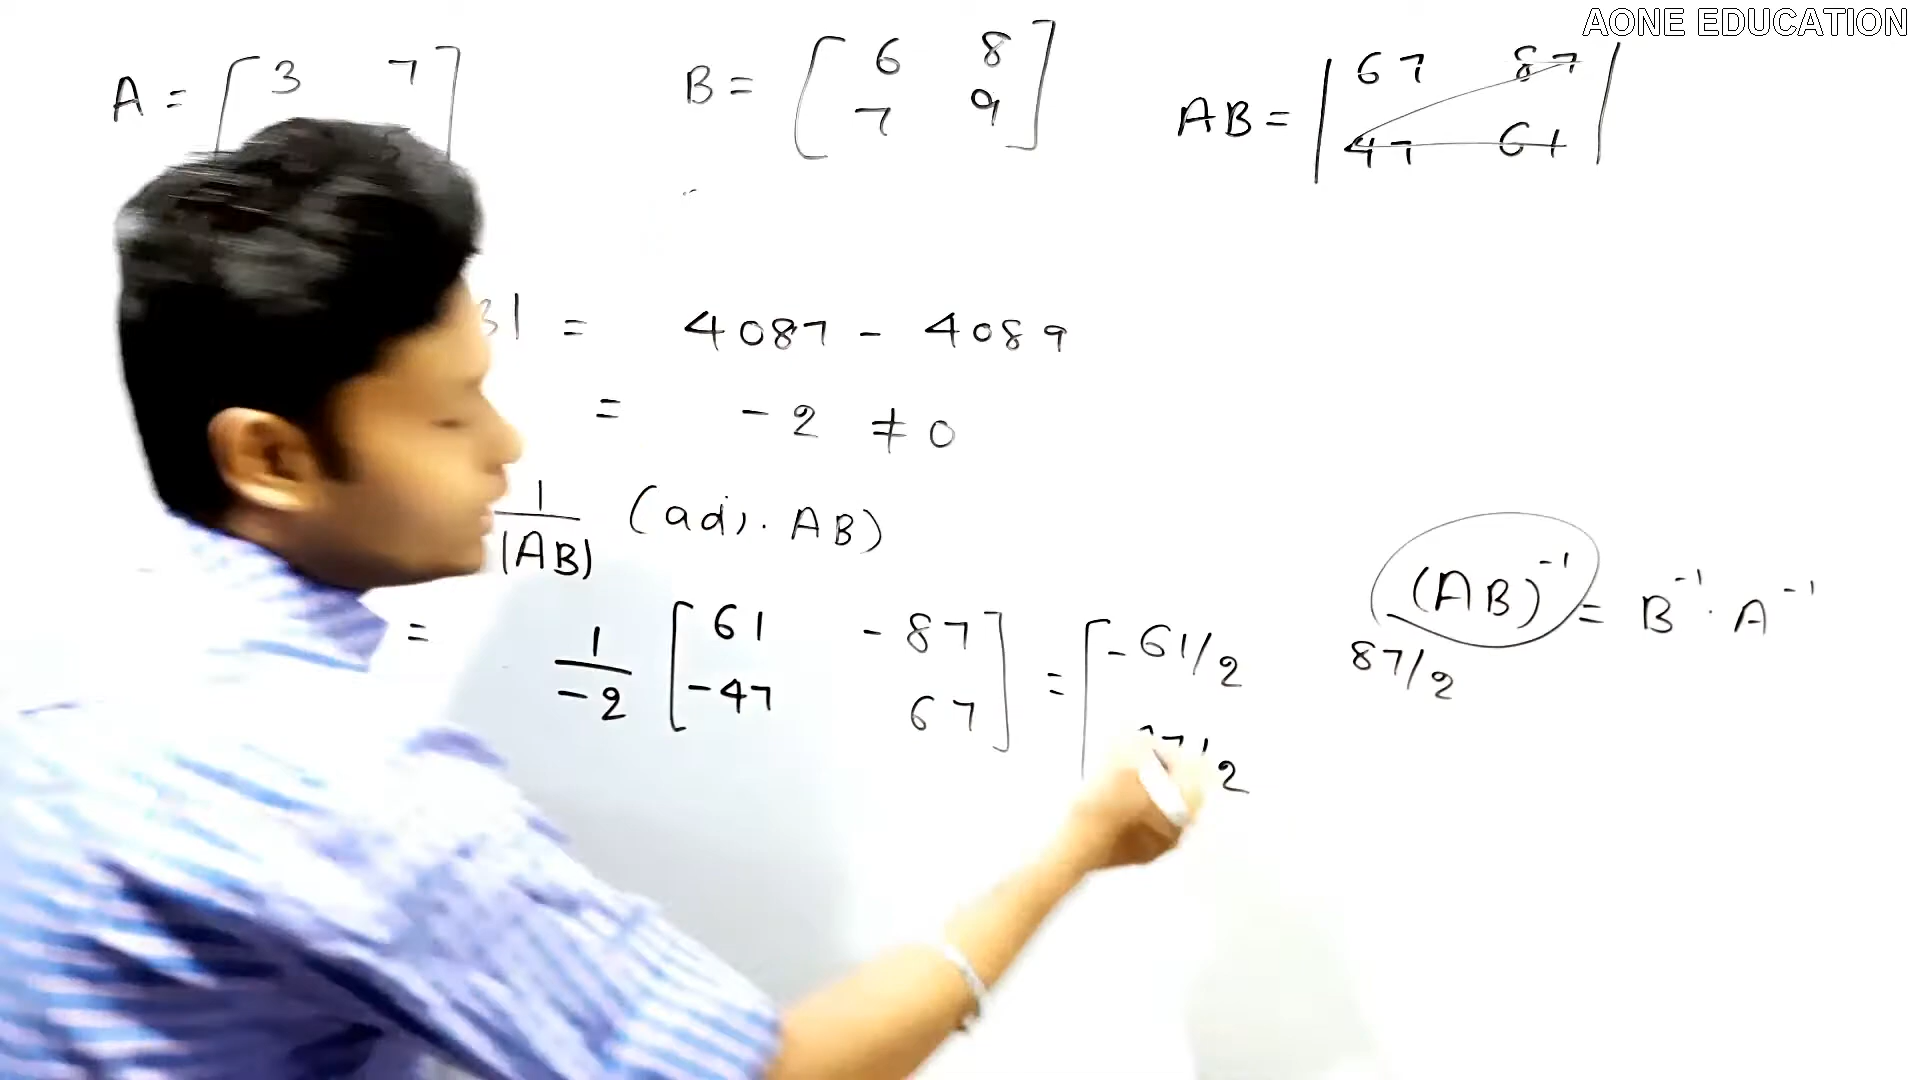 AONE EDUCATION
A = [ 3 7 ]
B = [ 6 8
7 9 ]
AB = | 67 87
47 61 |
| = 4087 - 4089
= - 2 ≠ 0
1/|AB| (adj. AB)
= 1/-2 [ 61 - 87
-47 67 ] = [ - 61/2 87/2
/2
(AB)⁻¹ = B⁻¹ . A⁻¹